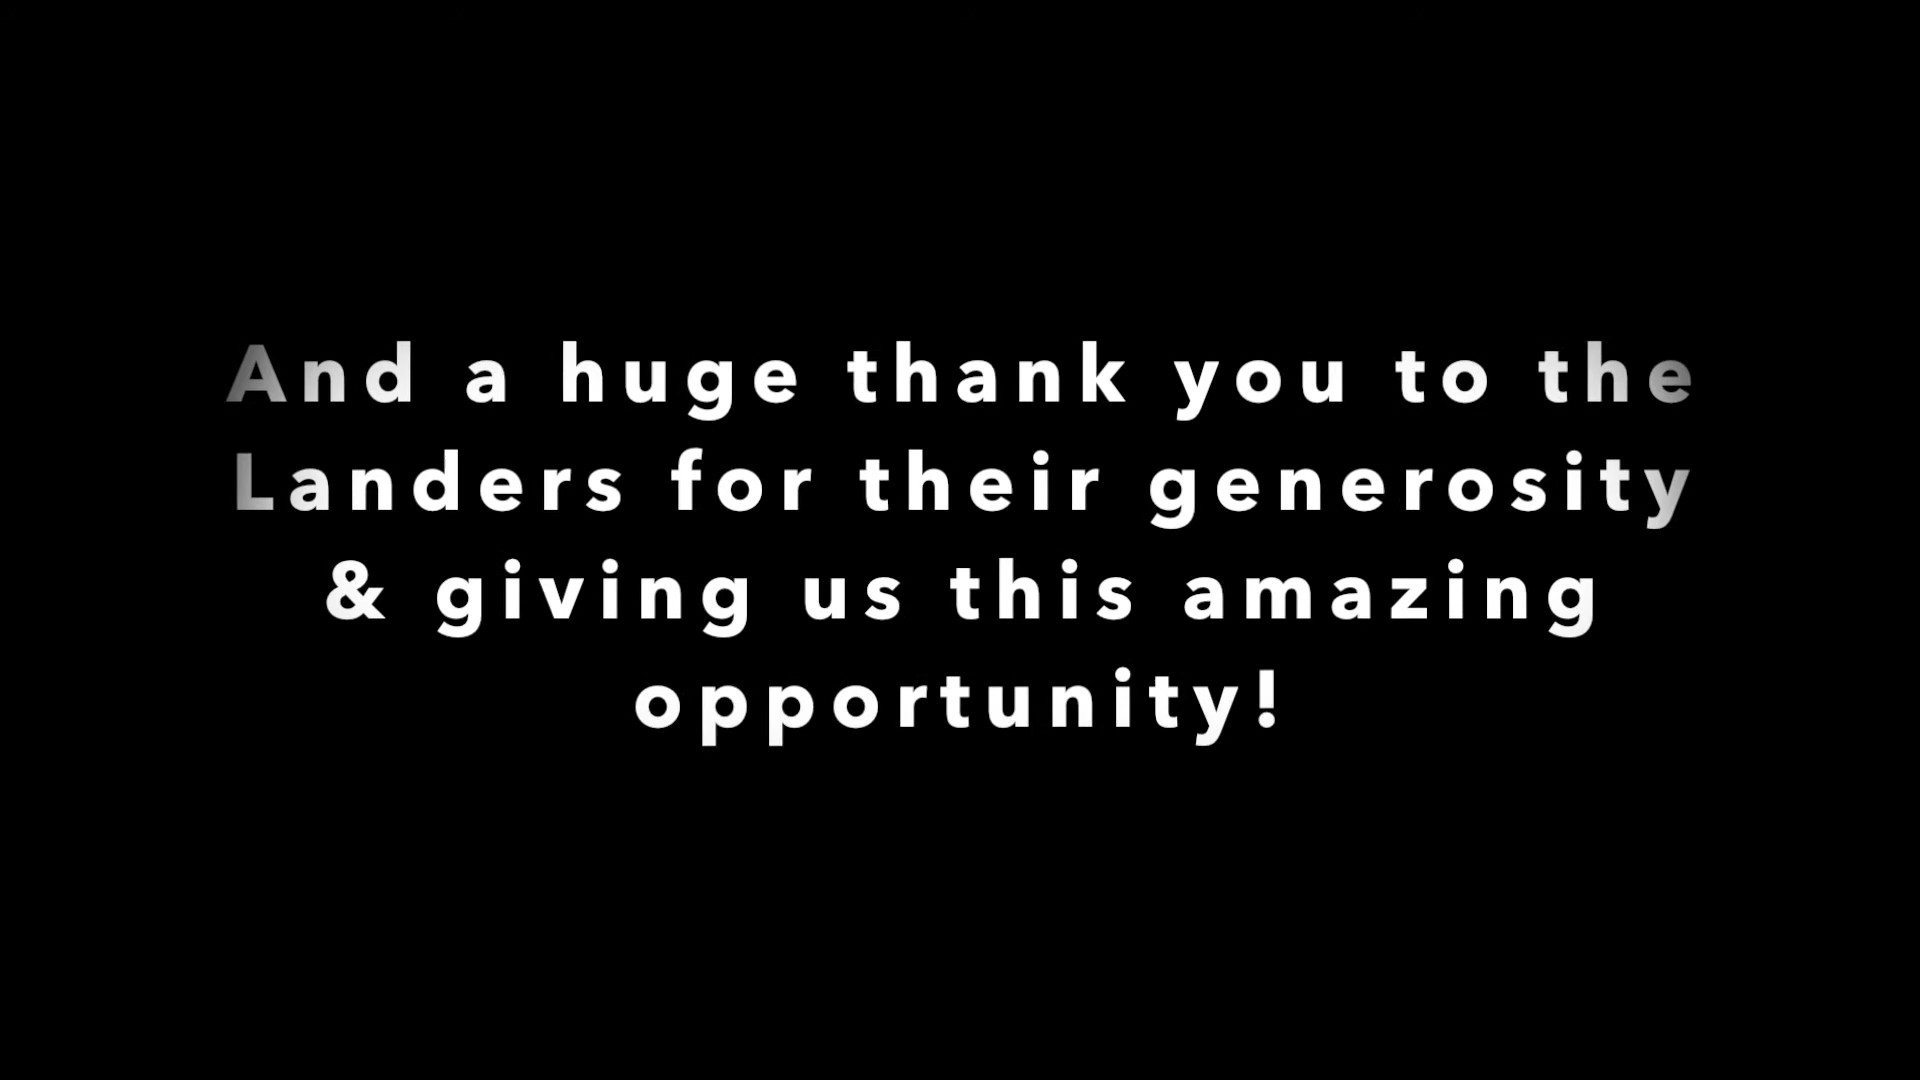 And a huge thank you to the
Landers for their generosity
& giving us this amazing
opportunity!